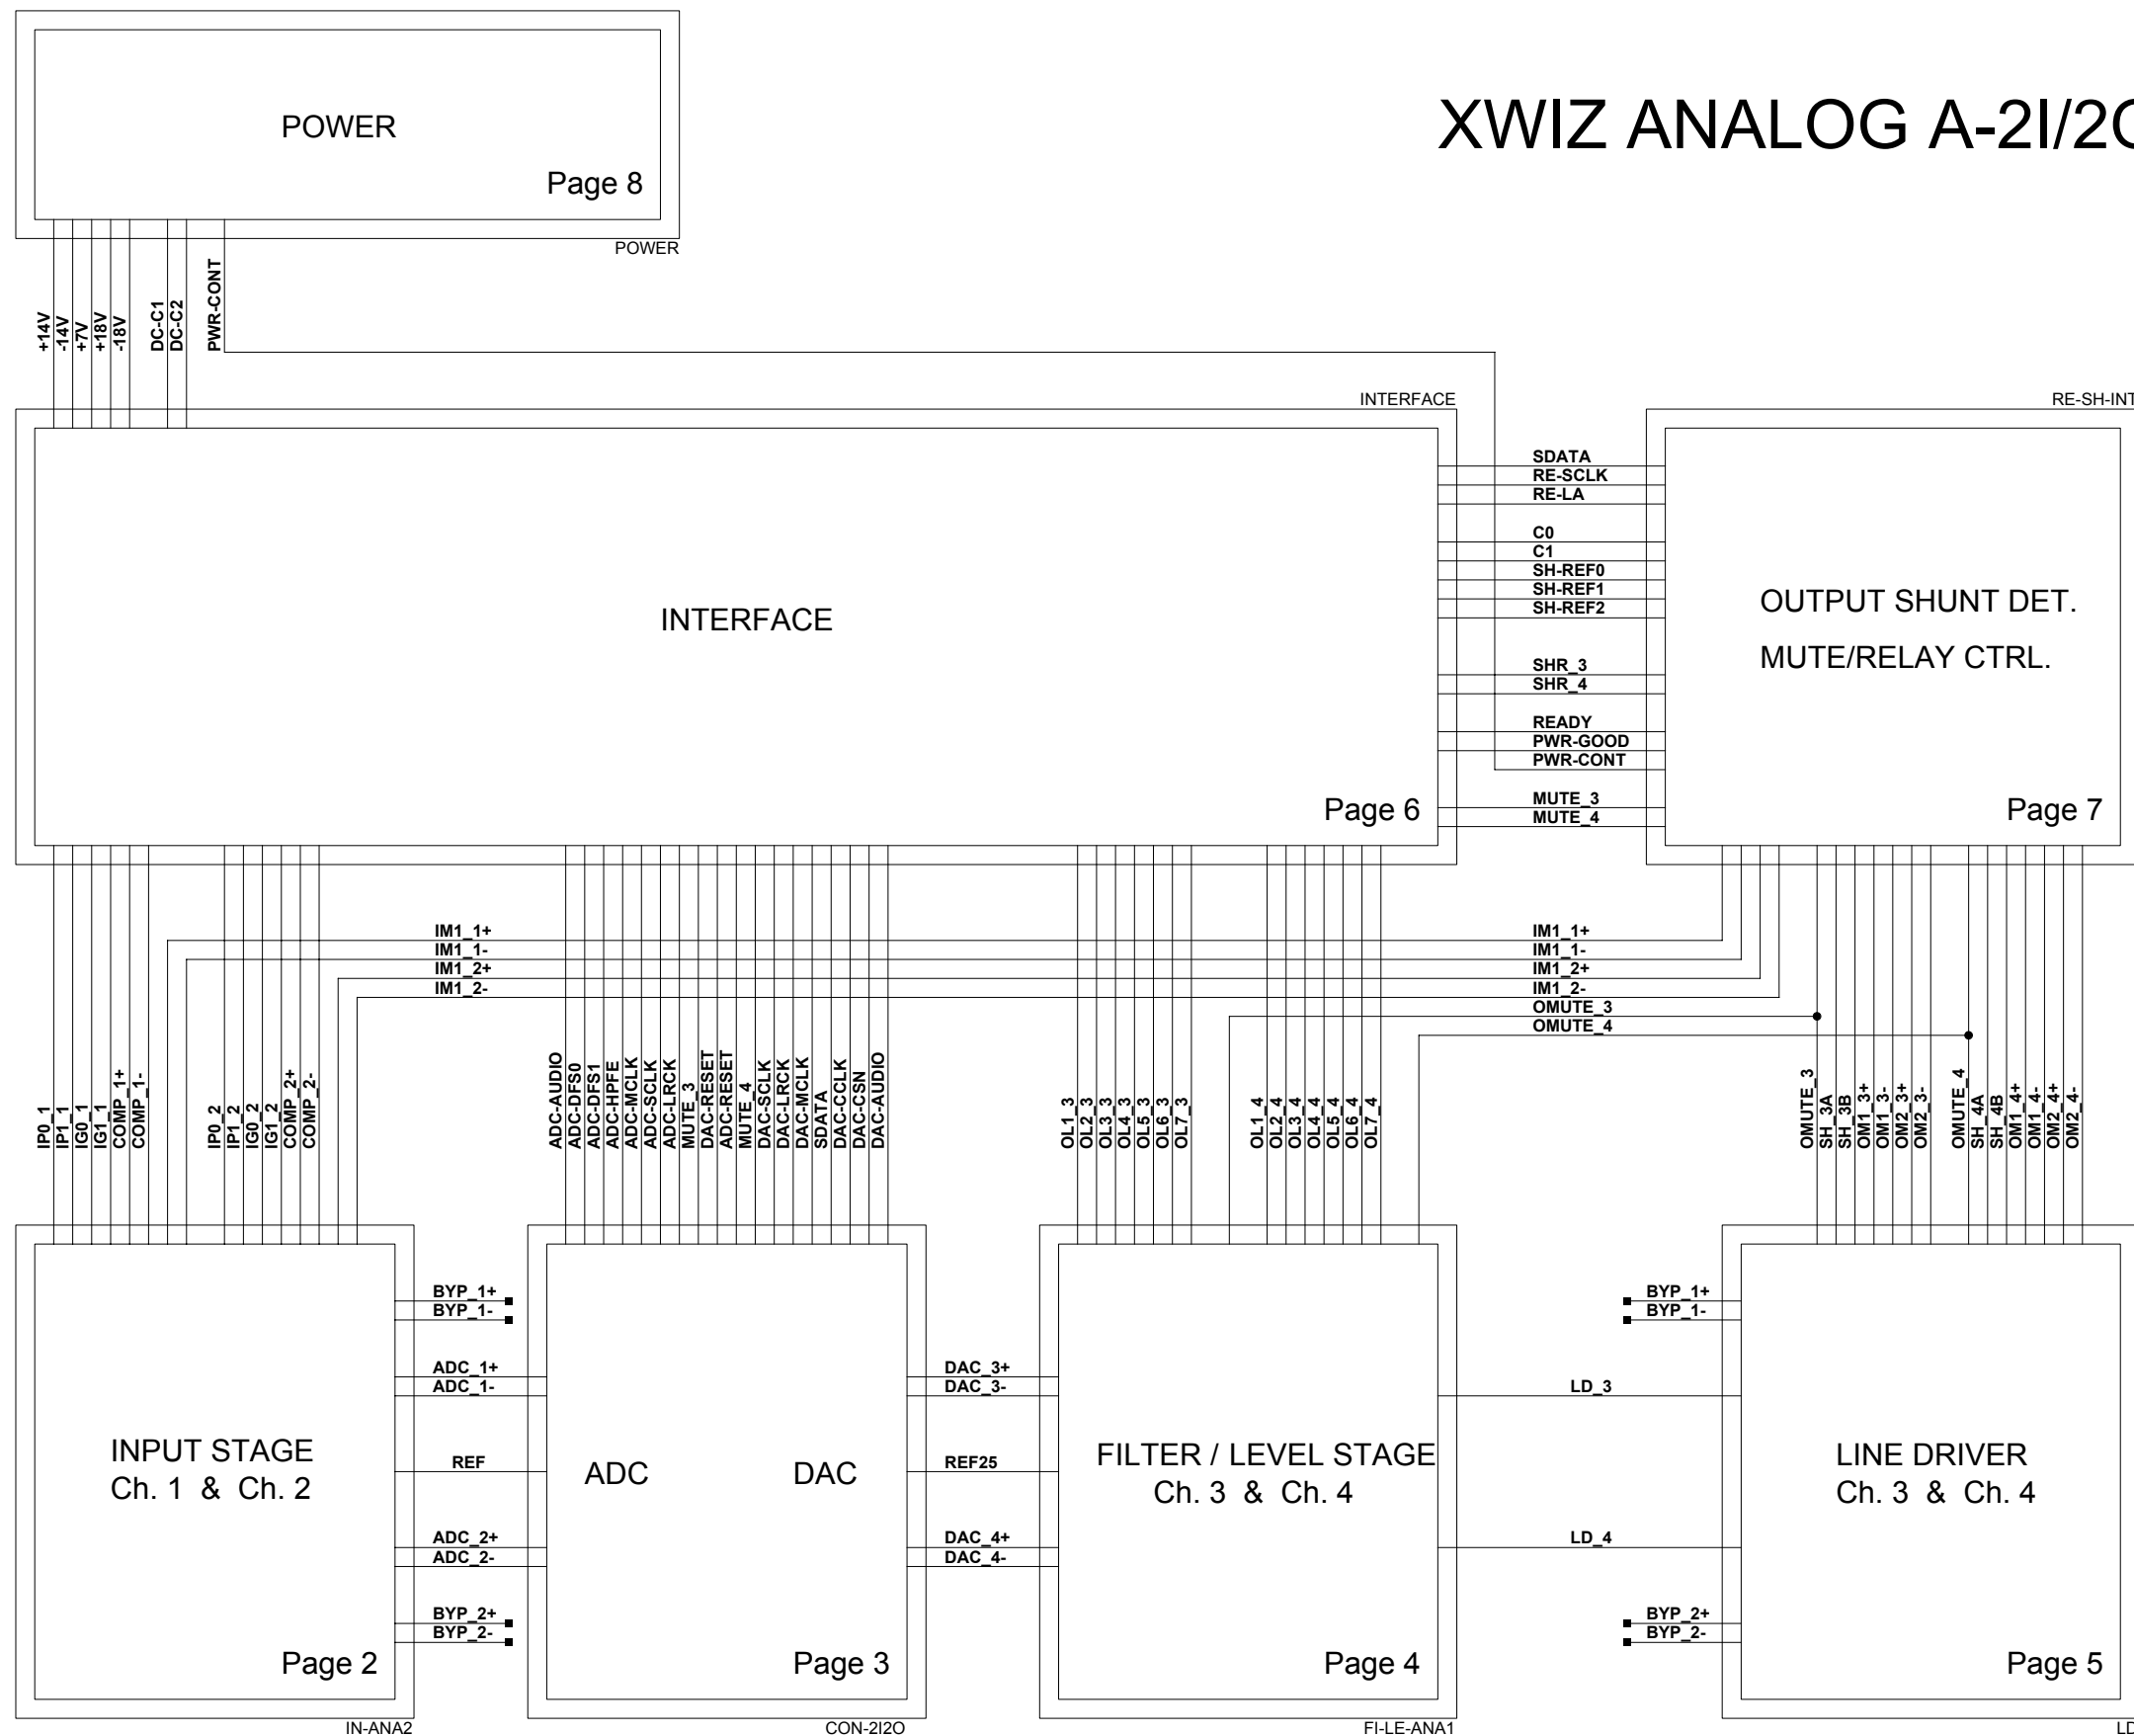 XWIZ ANALOG A-2I/2O
POWER
Page 8
POWER
+14V
-14V
+7V
+18V
-18V
DC-C1
DC-C2
PWR-CONT
INTERFACE
RE-SH-INT
INTERFACE
Page 6
SDATA
RE-SCLK
RE-LA
C0
C1
SH-REF0
SH-REF1
SH-REF2
SHR_3
SHR_4
READY
PWR-GOOD
PWR-CONT
MUTE_3
MUTE_4
OUTPUT SHUNT DET.
MUTE/RELAY CTRL.
Page 7
IM1_1+
IM1_1-
IM1_2+
IM1_2-
IM1_1+
IM1_1-
IM1_2+
IM1_2-
OMUTE_3
OMUTE_4
IP0_1
IP1_1
IG0_1
IG1_1
COMP_1+
COMP_1-
IP0_2
IP1_2
IG0_2
IG1_2
COMP_2+
COMP_2-
ADC-AUDIO
ADC-DFS0
ADC-DFS1
ADC-HPFE
ADC-MCLK
ADC-SCLK
ADC-LRCK
MUTE_3
DAC-RESET
ADC-RESET
MUTE_4
DAC-SCLK
DAC-LRCK
DAC-MCLK
SDATA
DAC-CCLK
DAC-CSN
DAC-AUDIO
OL1_3
OL2_3
OL3_3
OL4_3
OL5_3
OL6_3
OL7_3
OL1_4
OL2_4
OL3_4
OL4_4
OL5_4
OL6_4
OL7_4
OMUTE_3
SH_3A
SH_3B
OM1_3+
OM1_3-
OM2_3+
OM2_3-
OMUTE_4
SH_4A
SH_4B
OM1_4+
OM1_4-
OM2_4+
OM2_4-
INPUT STAGE
Ch. 1 & Ch. 2
Page 2
IN-ANA2
BYP_1+
BYP_1-
ADC_1+
ADC_1-
REF
ADC_2+
ADC_2-
BYP_2+
BYP_2-
ADC
DAC
Page 3
CON-2I2O
DAC_3+
DAC_3-
REF25
DAC_4+
DAC_4-
FILTER / LEVEL STAGE
Ch. 3 & Ch. 4
Page 4
FI-LE-ANA1
BYP_1+
BYP_1-
LD_3
LD_4
BYP_2+
BYP_2-
LINE DRIVER
Ch. 3 & Ch. 4
Page 5